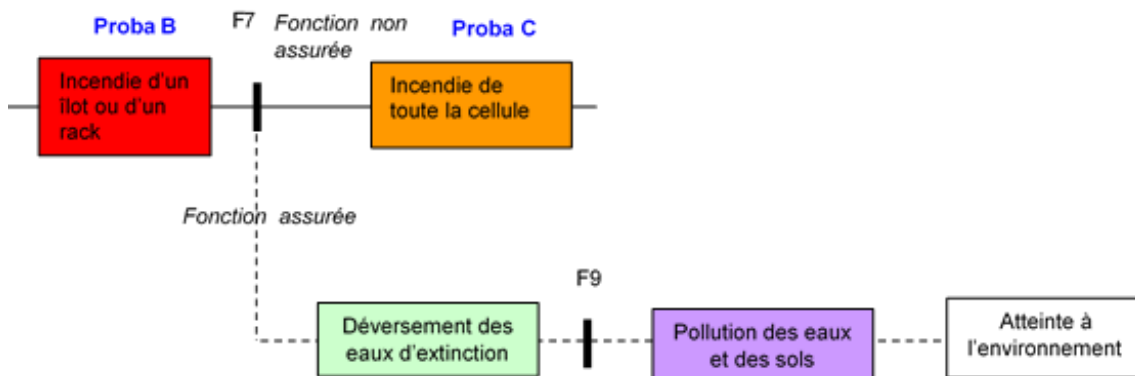 Proba B
F7
Fonction non
assurée
Proba C
Incendie d'un
îlot ou d'un
rack
Incendie de
toute la cellule
Fonction assurée
F9
Déversement des
eaux d'extinction
Pollution des eaux
et des sols
Atteinte à
l'environnement